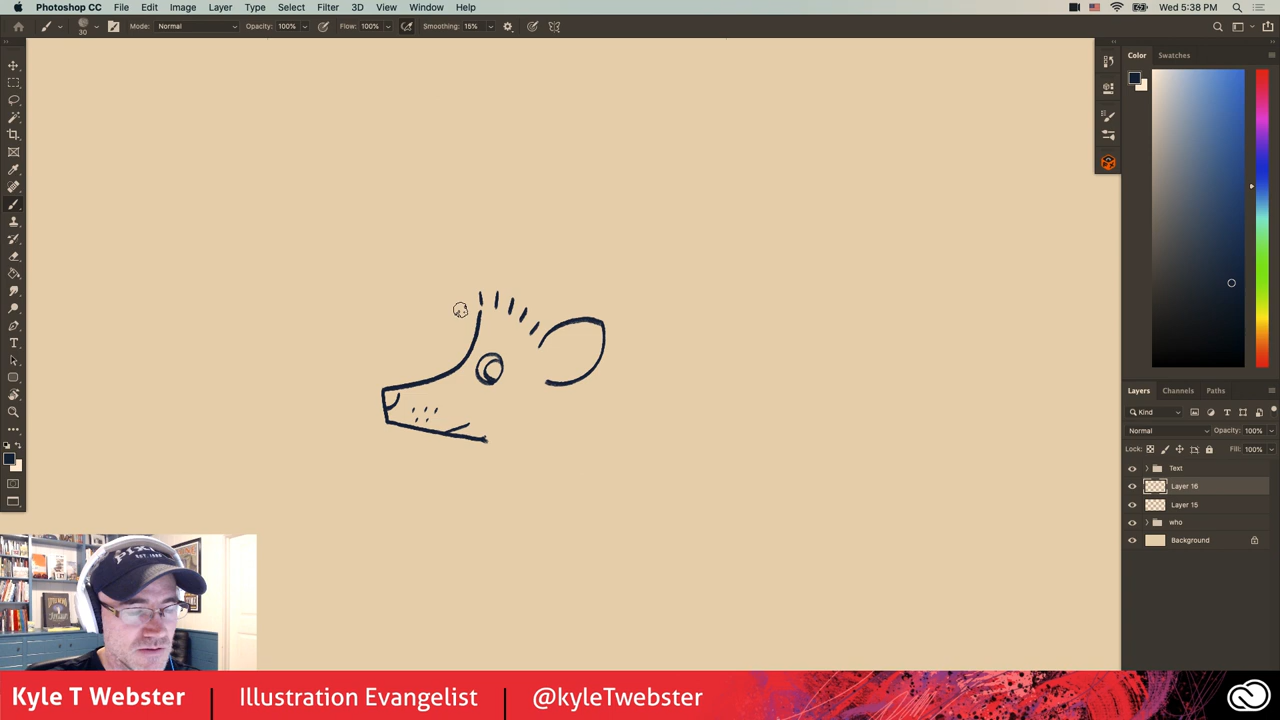 Photoshop CC File Edit Image Layer Type Select Filter 3D View Window Help Wed 5:38 PM
30 Mode: Normal Opacity: 100% Flow: 100% Smoothing: 15%
Color Swatches
Layers Channels Paths
Kind
Normal Opacity: 100%
Lock: Fill: 100%
Text
Layer 16
Layer 15
who
Background
Kyle T Webster | Illustration Evangelist | @kyleTwebster